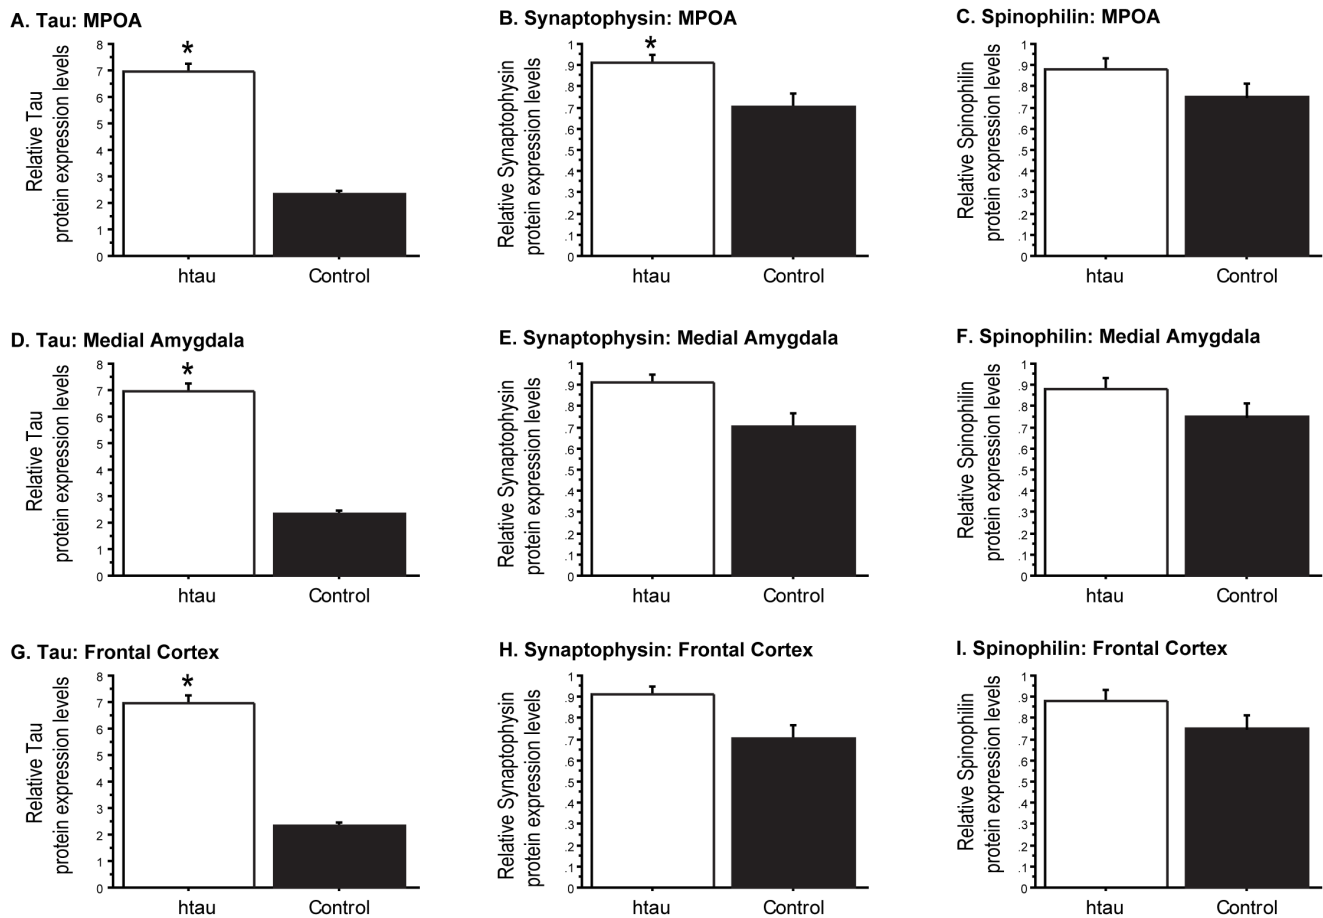 A. Tau: MPOA
Relative Tau
protein expression levels
8
7
6
5
4
3
2
1
0
*
htau
Control
B. Synaptophysin: MPOA
Relative Synaptophysin
protein expression levels
1
.9
.8
.7
.6
.5
.4
.3
.2
.1
0
*
htau
Control
C. Spinophilin: MPOA
Relative Spinophilin
protein expression levels
1
.9
.8
.7
.6
.5
.4
.3
.2
.1
0
htau
Control
D. Tau: Medial Amygdala
Relative Tau
protein expression levels
8
7
6
5
4
3
2
1
0
*
htau
Control
E. Synaptophysin: Medial Amygdala
Relative Synaptophysin
protein expression levels
1
.9
.8
.7
.6
.5
.4
.3
.2
.1
0
htau
Control
F. Spinophilin: Medial Amygdala
Relative Spinophilin
protein expression levels
1
.9
.8
.7
.6
.5
.4
.3
.2
.1
0
htau
Control
G. Tau: Frontal Cortex
Relative Tau
protein expression levels
8
7
6
5
4
3
2
1
0
*
htau
Control
H. Synaptophysin: Frontal Cortex
Relative Synaptophysin
protein expression levels
1
.9
.8
.7
.6
.5
.4
.3
.2
.1
0
htau
Control
I. Spinophilin: Frontal Cortex
Relative Spinophilin
protein expression levels
1
.9
.8
.7
.6
.5
.4
.3
.2
.1
0
htau
Control